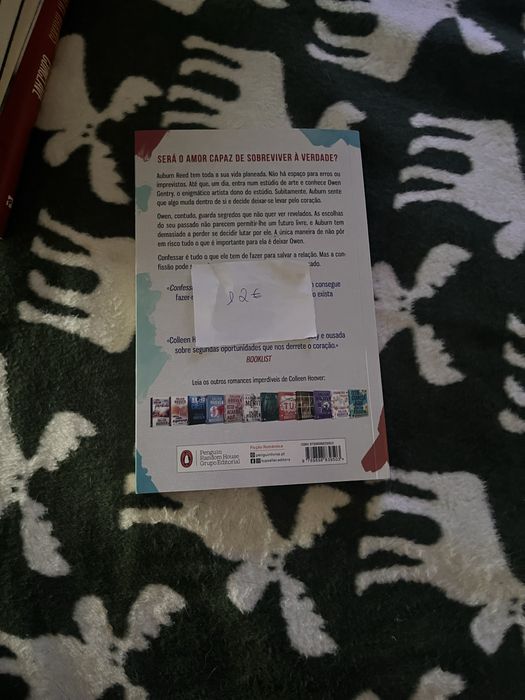 SERÁ O AMOR CAPAZ DE SOBREVIVER À VERDADE?
Auburn Reed tem toda a sua vida planeada. Não há espaço para erros ou
imprevistos. Até que, um dia, entra num estúdio de arte e conhece Owen
Gentry, o enigmático artista dono do estúdio. Subitamente, Auburn sente
que algo muda dentro de si e decide deixar-se levar pelo coração.
Owen, contudo, guarda segredos que não quer ver revelados. As escolhas
do seu passado não parecem permitir-lhe um futuro livre, e Auburn tem
demasiado a perder se decidir lutar por ele. A única maneira de não pôr
em risco tudo o que é importante para ela é deixar Owen.
Confessar é tudo o que ele tem de fazer para salvar a relação. Mas a con-
fissão pode s
«Confess
consegue
fazer-
o exista
12€
«Colleen H
y e ousada
sobre segundas oportunidades que nos derrete o coração.»
BOOKLIST
Leia os outros romances imperdíveis de Colleen Hoover:
Penguin
Random House
Grupo Editorial
Ficção Romântica
penguinlivros.pt
topseller.editora